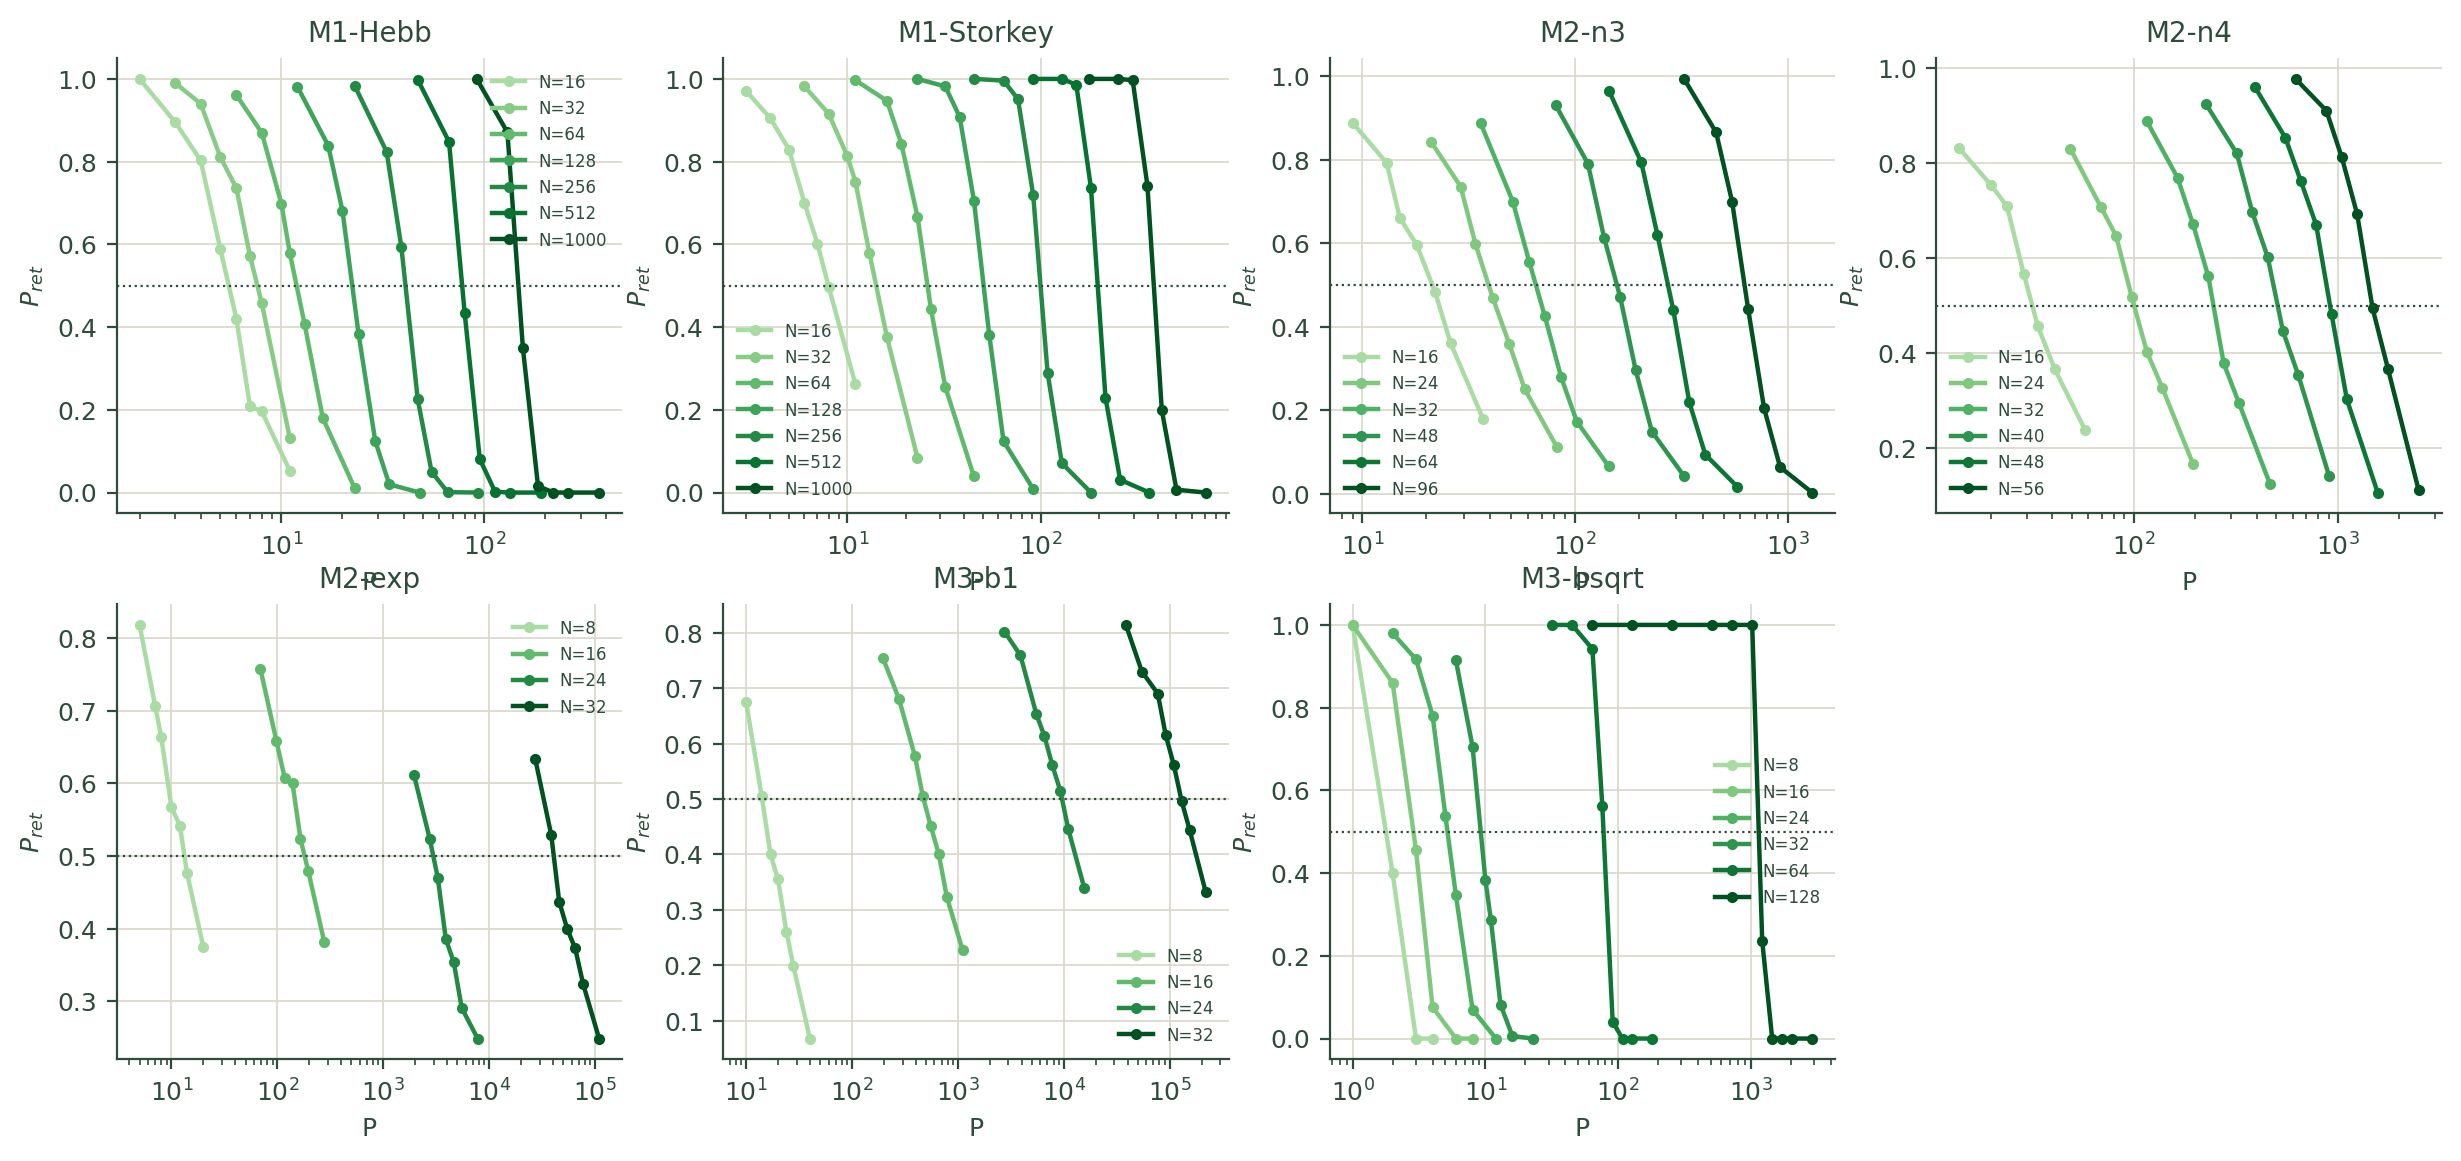 M1-Hebb
1.0
0.8
0.6
0.4
0.2
0.0
P_ret
10^1
10^2
P
N=16
N=32
N=64
N=128
N=256
N=512
N=1000
M1-Storkey
1.0
0.8
0.6
0.4
0.2
0.0
P_ret
10^1
10^2
P
N=16
N=32
N=64
N=128
N=256
N=512
N=1000
M2-n3
1.0
0.8
0.6
0.4
0.2
0.0
P_ret
10^1
10^2
10^3
P
N=16
N=24
N=32
N=48
N=64
N=96
M2-n4
1.0
0.8
0.6
0.4
0.2
P_ret
10^2
10^3
P
N=16
N=24
N=32
N=40
N=48
N=56
M2-exp
0.8
0.7
0.6
0.5
0.4
0.3
P_ret
10^1
10^2
10^3
10^4
10^5
P
N=8
N=16
N=24
N=32
M3-b1
0.8
0.7
0.6
0.5
0.4
0.3
0.2
0.1
P_ret
10^1
10^2
10^3
10^4
10^5
P
N=8
N=16
N=24
N=32
M3-bsqrt
1.0
0.8
0.6
0.4
0.2
0.0
P_ret
10^0
10^1
10^2
10^3
P
N=8
N=16
N=24
N=32
N=64
N=128